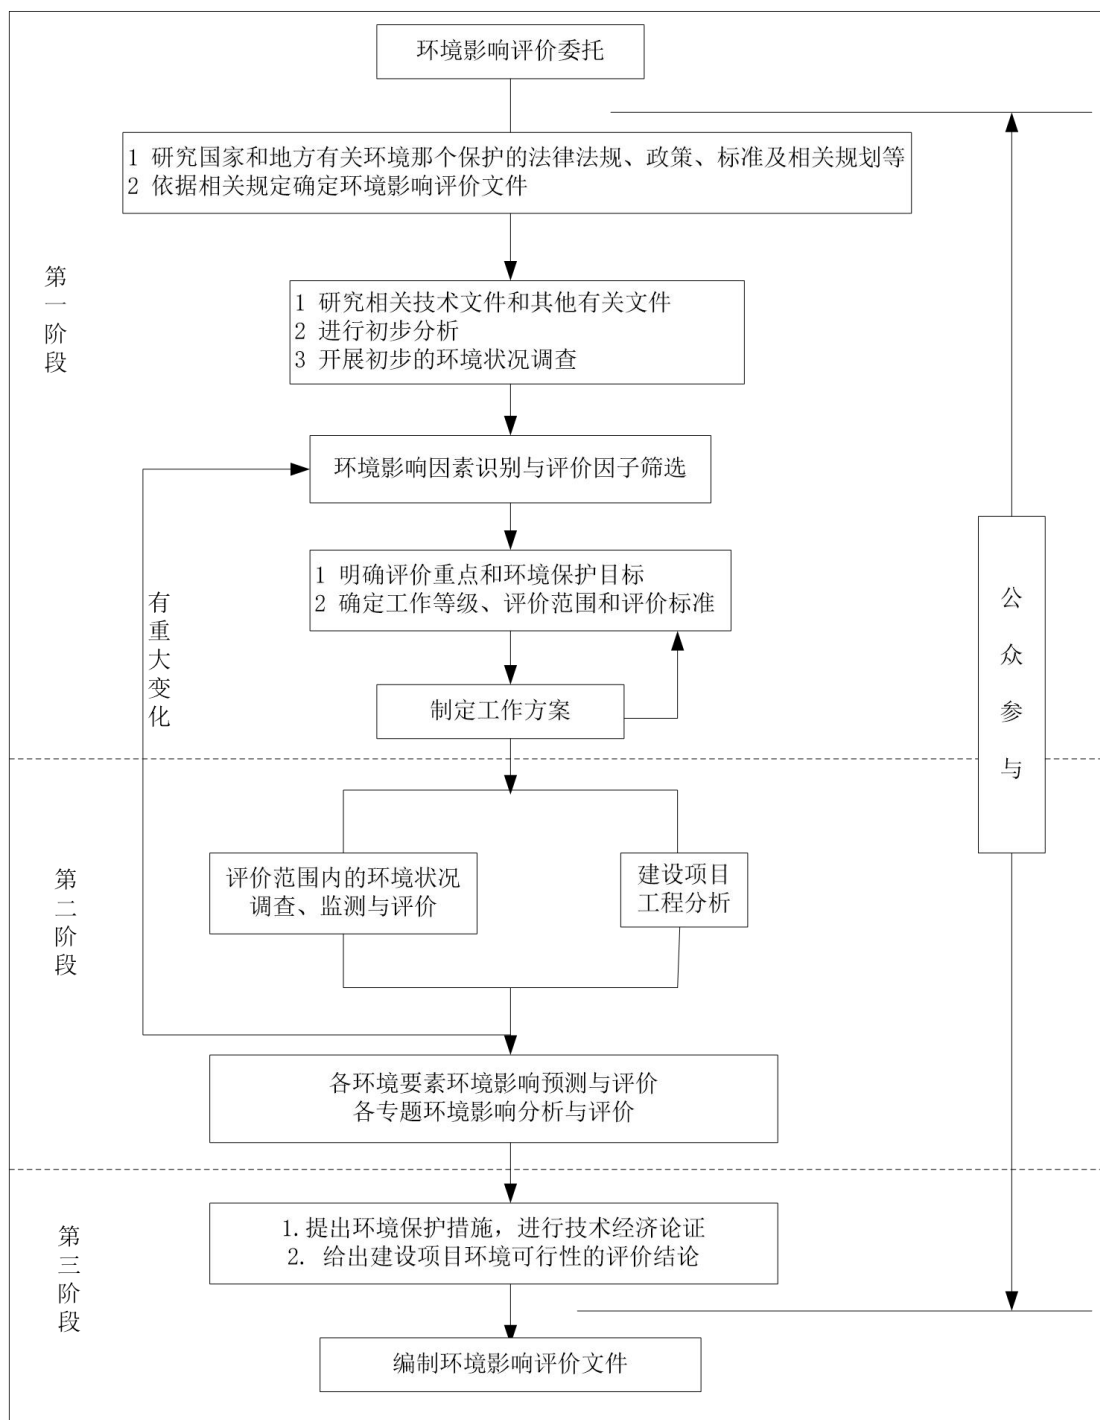 环境影响评价委托
1 研究国家和地方有关环境那个保护的法律法规、政策、标准及相关规划等
2 依据相关规定确定环境影响评价文件
第一阶段
1 研究相关技术文件和其他有关文件
2 进行初步分析
3 开展初步的环境状况调查
环境影响因素识别与评价因子筛选
1 明确评价重点和环境保护目标
2 确定工作等级、评价范围和评价标准
有重大变化
公众参与
制定工作方案
第二阶段
评价范围内的环境状况
调查、监测与评价
建设项目
工程分析
各环境要素环境影响预测与评价
各专题环境影响分析与评价
第三阶段
1.提出环境保护措施，进行技术经济论证
2. 给出建设项目环境可行性的评价结论
编制环境影响评价文件